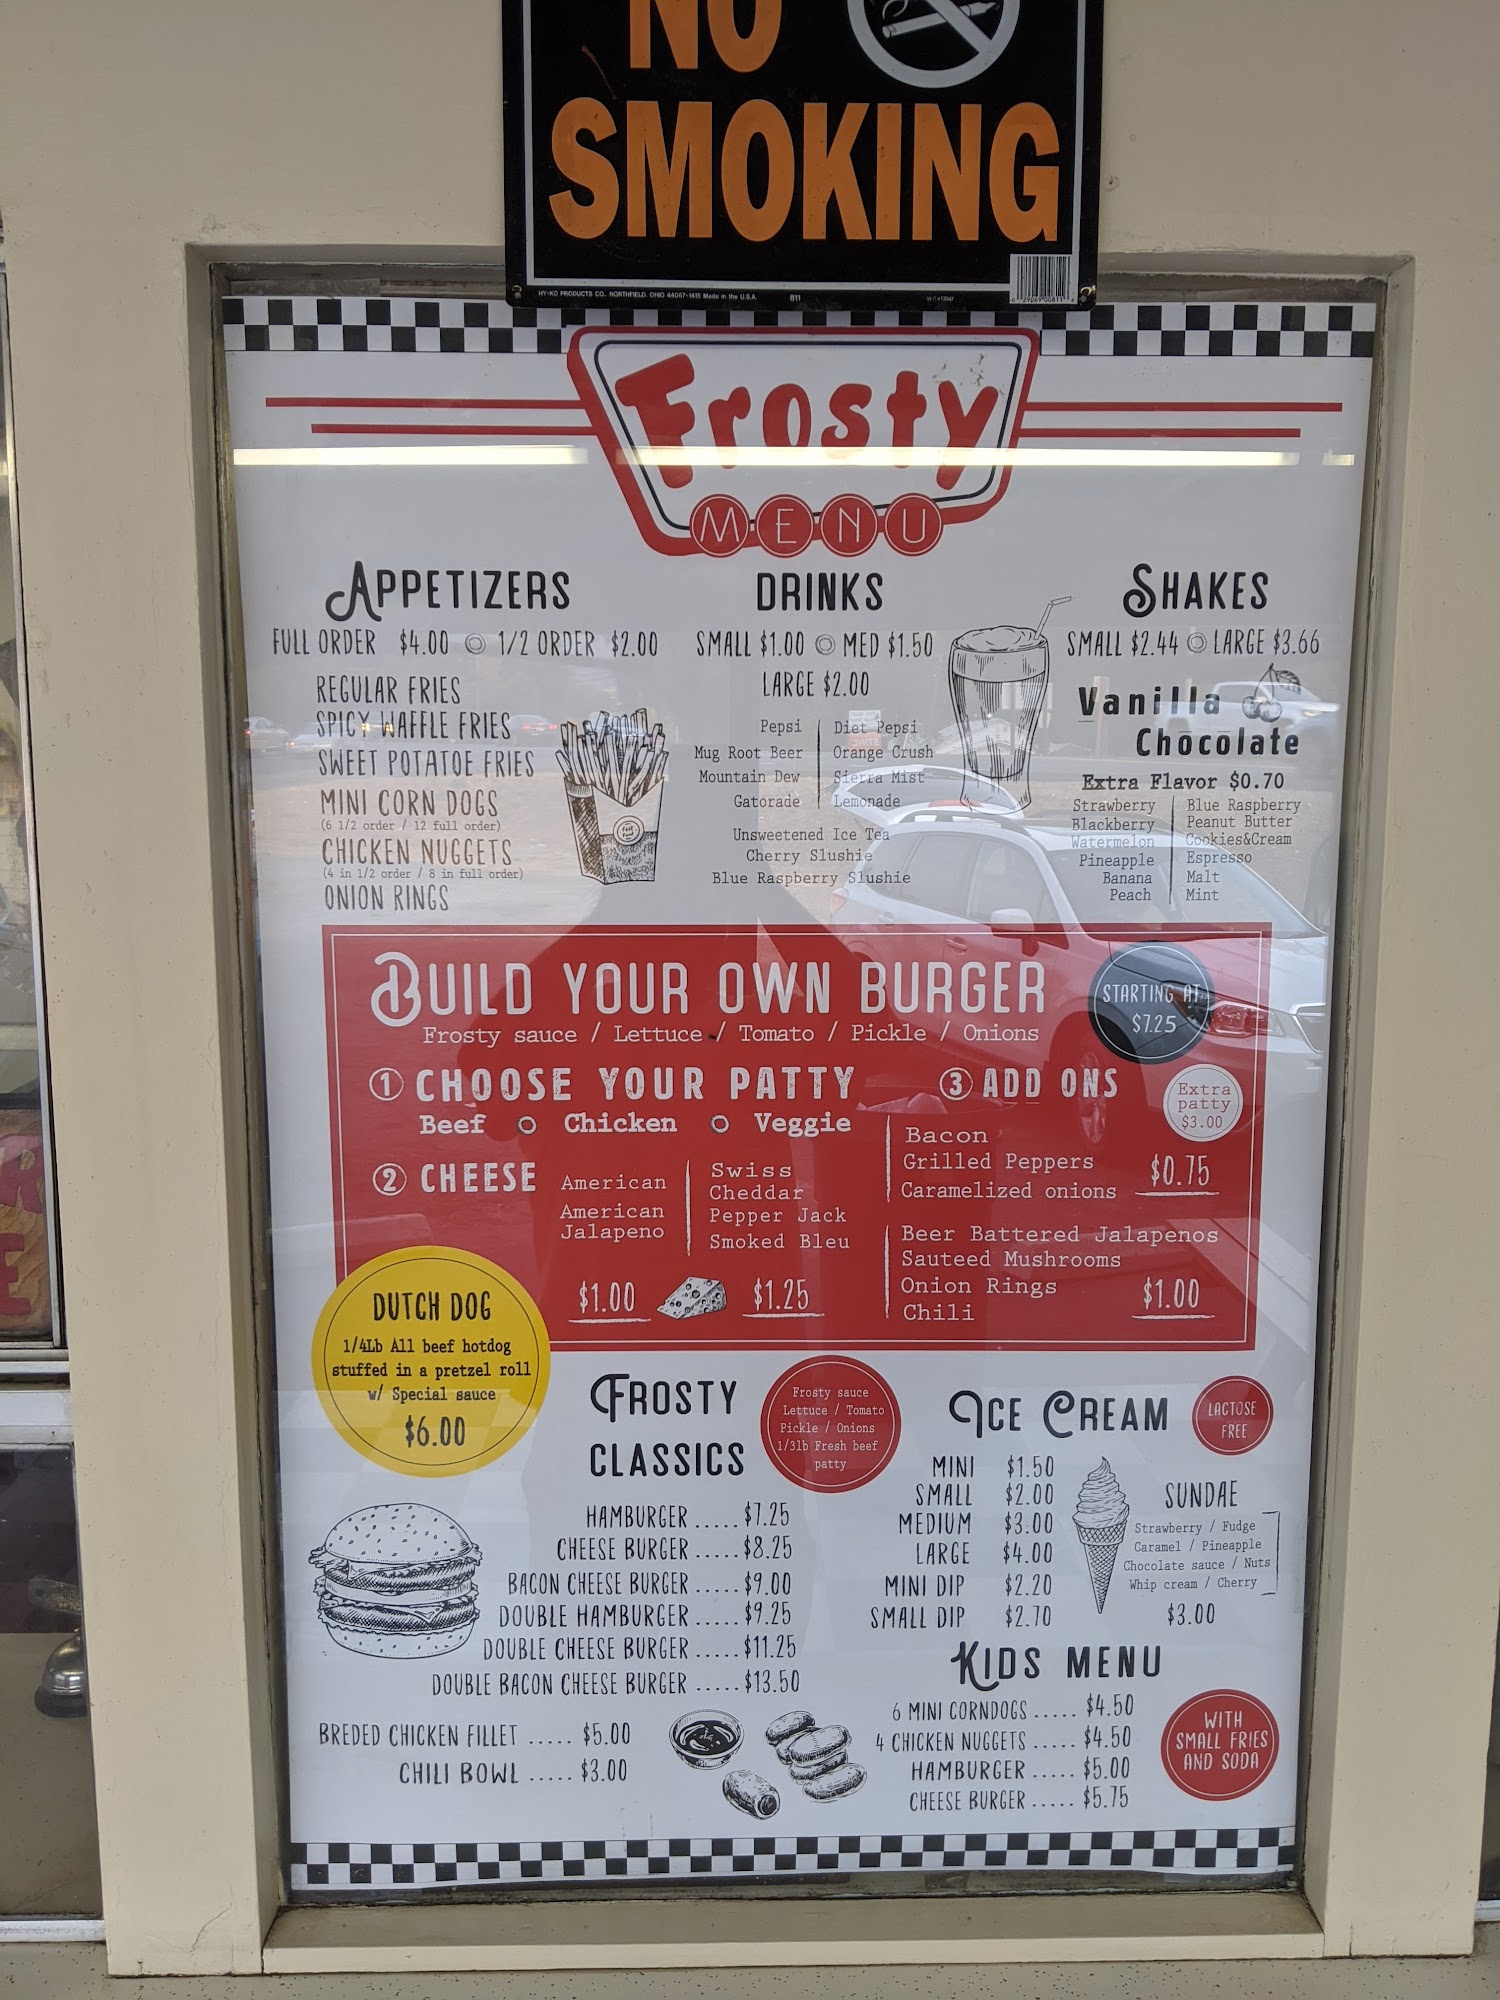 NO
SMOKING
HY-KO PRODUCTS CO. NORTHFIELD, OHIO 44067-1415 Made in the U.S.A. 811
Frosty
MENU
APPETIZERS
FULL ORDER $4.00 1/2 ORDER $2.00
REGULAR FRIES
SPICY WAFFLE FRIES
SWEET POTATOE FRIES
MINI CORN DOGS
(6 1/2 order / 12 full order)
CHICKEN NUGGETS
(4 in 1/2 order / 8 in full order)
ONION RINGS
DRINKS
SMALL $1.00 MED $1.50
LARGE $2.00
Pepsi | Diet Pepsi
Mug Root Beer | Orange Crush
Mountain Dew | Sierra Mist
Gatorade | Lemonade
Unsweetened Ice Tea
Cherry Slushie
Blue Raspberry Slushie
SHAKES
SMALL $2.44 LARGE $3.66
Vanilla
Chocolate
Extra Flavor $0.70
Strawberry | Blue Raspberry
Blackberry | Peanut Butter
Watermelon | Cookies&Cream
Pineapple | Espresso
Banana | Malt
Peach | Mint
BUILD YOUR OWN BURGER
Frosty sauce / Lettuce / Tomato / Pickle / Onions
STARTING AT
$7.25
1 CHOOSE YOUR PATTY
Beef Chicken Veggie
2 CHEESE
American
American
Jalapeno
$1.00
Swiss
Cheddar
Pepper Jack
Smoked Bleu
$1.25
3 ADD ONS
Extra
patty
$3.00
Bacon
Grilled Peppers
Caramelized onions
$0.75
Beer Battered Jalapenos
Sauteed Mushrooms
Onion Rings
Chili
$1.00
DUTCH DOG
1/4Lb All beef hotdog
stuffed in a pretzel roll
w/ Special sauce
$6.00
FROSTY
CLASSICS
Frosty sauce
Lettuce / Tomato
Pickle / Onions
1/3lb Fresh beef
patty
HAMBURGER ..... $7.25
CHEESE BURGER ..... $8.25
BACON CHEESE BURGER ..... $9.00
DOUBLE HAMBURGER ..... $9.25
DOUBLE CHEESE BURGER ..... $11.25
DOUBLE BACON CHEESE BURGER ..... $13.50
BREDED CHICKEN FILLET ..... $5.00
CHILI BOWL ..... $3.00
ICE CREAM
LACTOSE
FREE
MINI $1.50
SMALL $2.00
MEDIUM $3.00
LARGE $4.00
MINI DIP $2.20
SMALL DIP $2.70
SUNDAE
Strawberry / Fudge
Caramel / Pineapple
Chocolate sauce / Nuts
Whip cream / Cherry
$3.00
KIDS MENU
6 MINI CORNDOGS ..... $4.50
4 CHICKEN NUGGETS ..... $4.50
HAMBURGER ..... $5.00
CHEESE BURGER ..... $5.75
WITH
SMALL FRIES
AND SODA